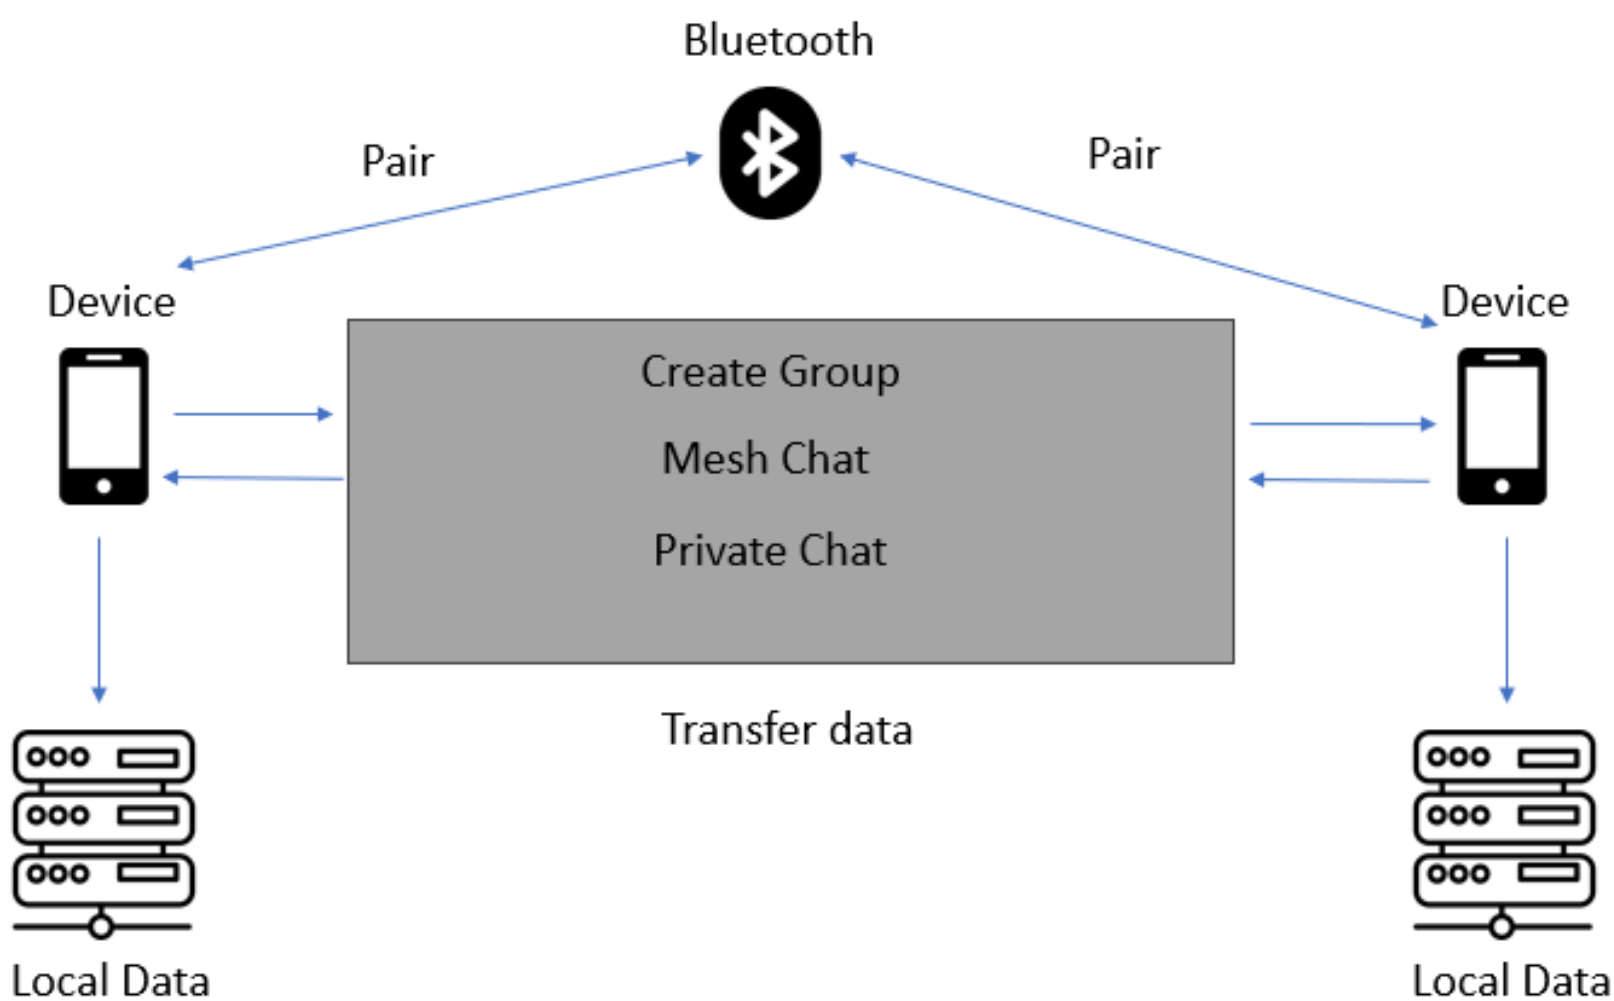 Bluetooth
Pair
Pair
Device
Device
Create Group
Mesh Chat
Private Chat
Transfer data
Local Data
Local Data